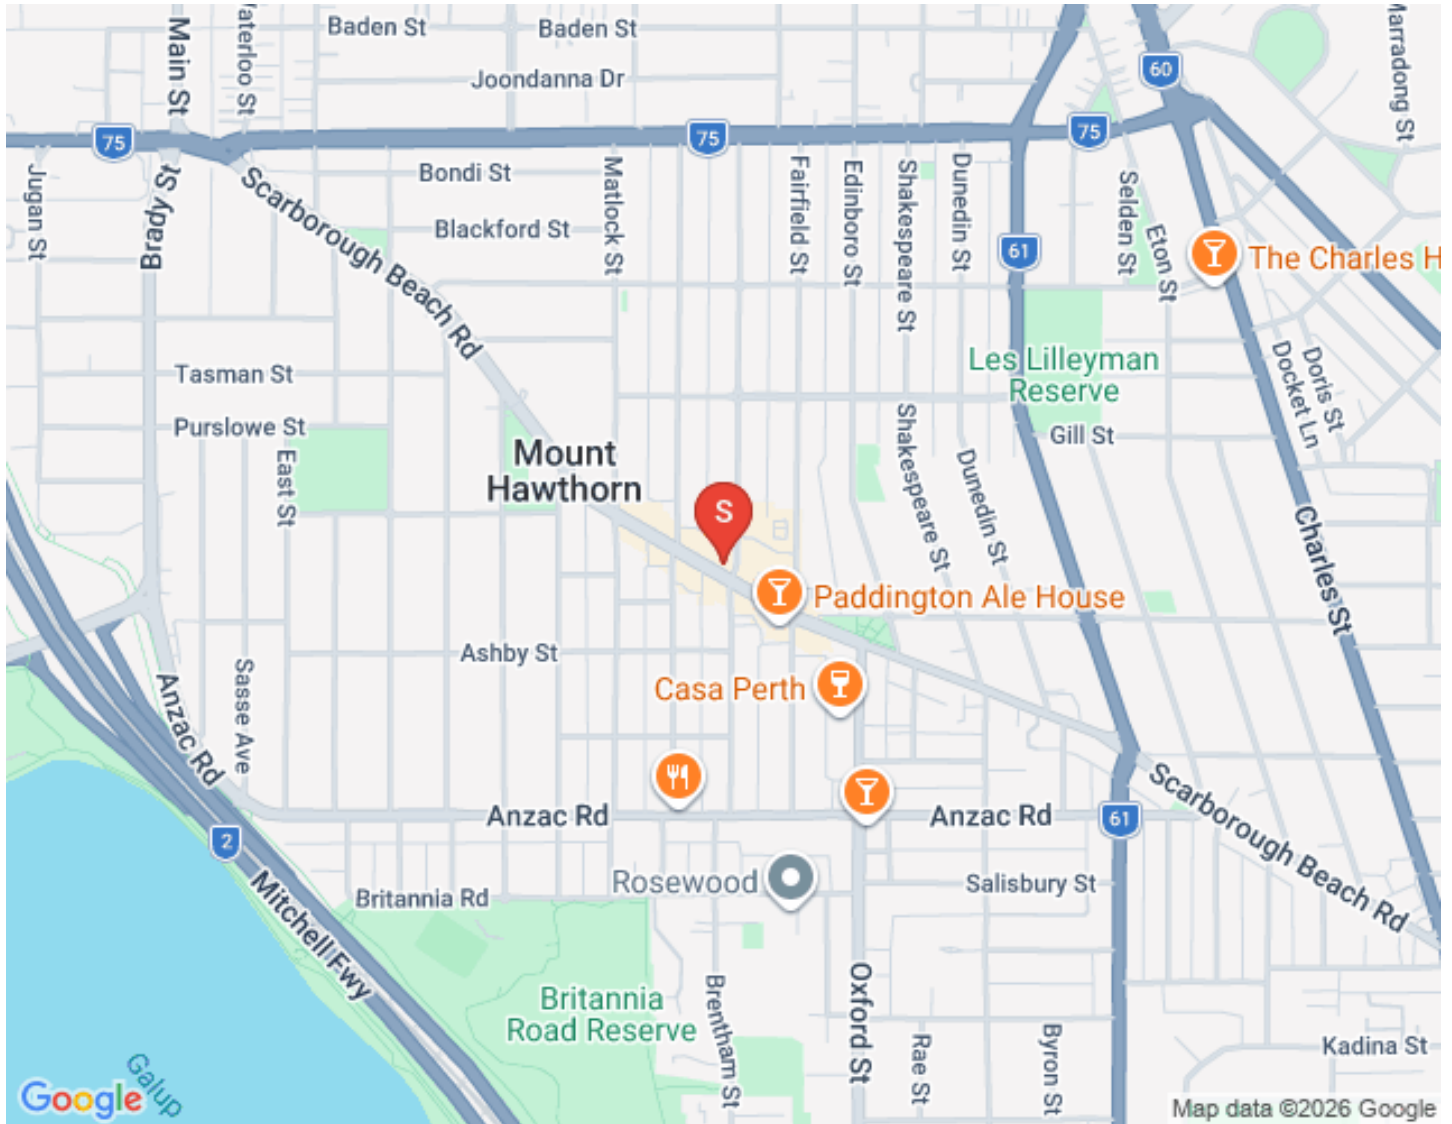 Baden St
Baden St
Main St
Waterloo St
Joondanna Dr
Marradong St
60
75
75
75
Jugan St
Braby St
Scarborough Beach Rd
Bondi St
Blackford St
Matlock St
Fairfield St
Edinboro St
Shakespeare St
Dunedin St
61
Selden St
Eton St
The Charles H
Tasman St
Purslowe St
East St
Les Lilleyman
Reserve
Doris St
Docket Ln
Gill St
Mount
Hawthorn
S
Shakespeare St
Dunedin St
Charles St
Paddington Ale House
Ashby St
Casa Perth
Sasse Ave
Anzac Rd
Anzac Rd
Anzac Rd
61
Scarborough Beach Rd
2
Mitchell Fwy
Britannia Rd
Rosewood
Salisbury St
Britannia
Road Reserve
Brentham St
Oxford St
Rae St
Byron St
Kadina St
Galup
Google
Map data ©2026 Google